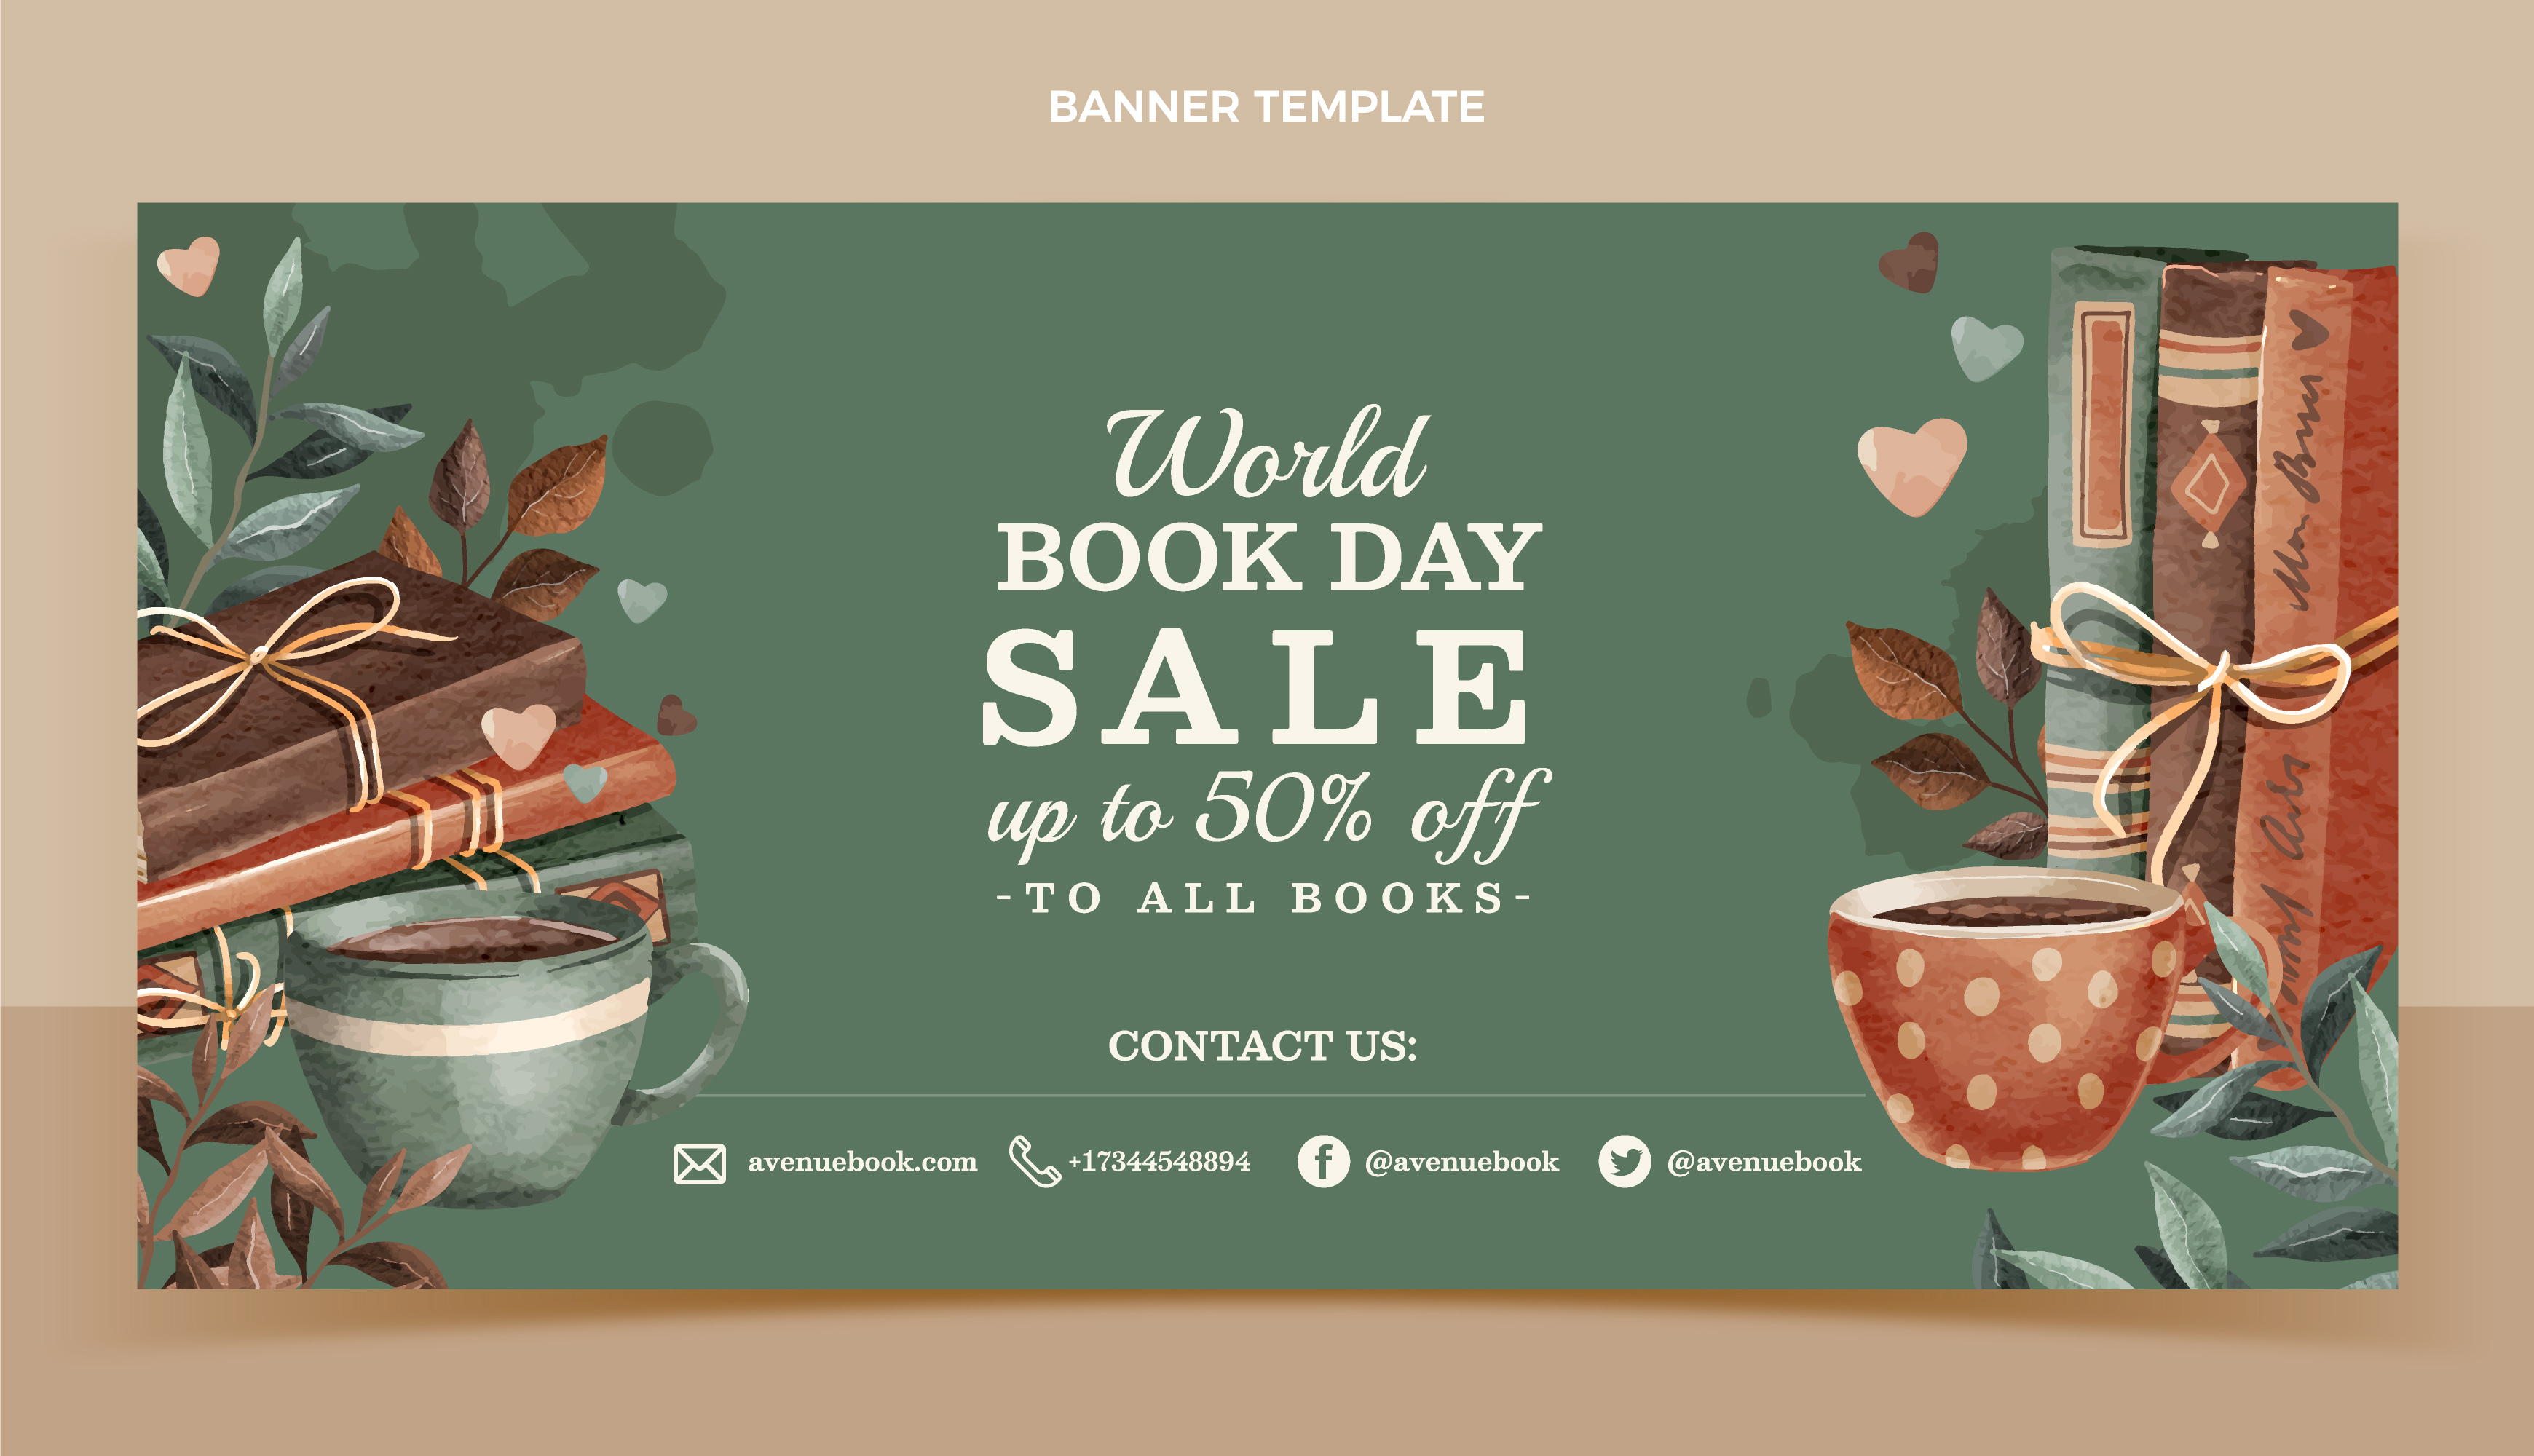 BANNER TEMPLATE
World
BOOK DAY
SALE
up to 50% off
-TO ALL BOOKS-
CONTACT US:
avenuebook.com +17344548894 @avenuebook @avenuebook